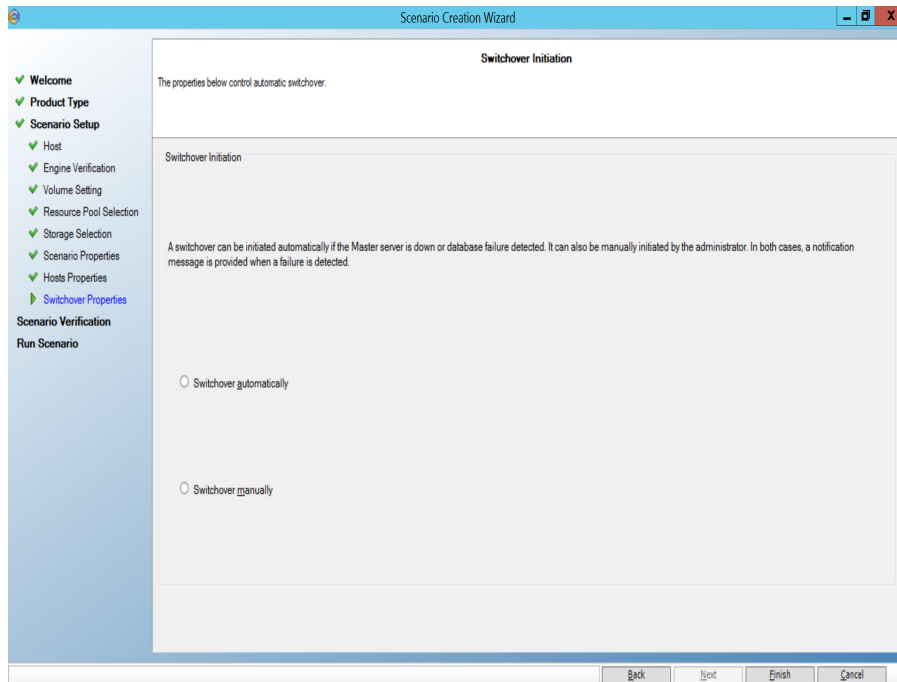 Scenario Creation Wizard
Welcome
Product Type
Scenario Setup
Host
Engine Verification
Volume Setting
Resource Pool Selection
Storage Selection
Scenario Properties
Hosts Properties
Switchover Properties
Scenario Verification
Run Scenario
Switchover Initiation
The properties below control automatic switchover.
Switchover Initiation
A switchover can be initiated automatically if the Master server is down or database failure detected. It can also be manually initiated by the administrator. In both cases, a notification
message is provided when a failure is detected.
Switchover automatically
Switchover manually
Back
Next
Finish
Cancel